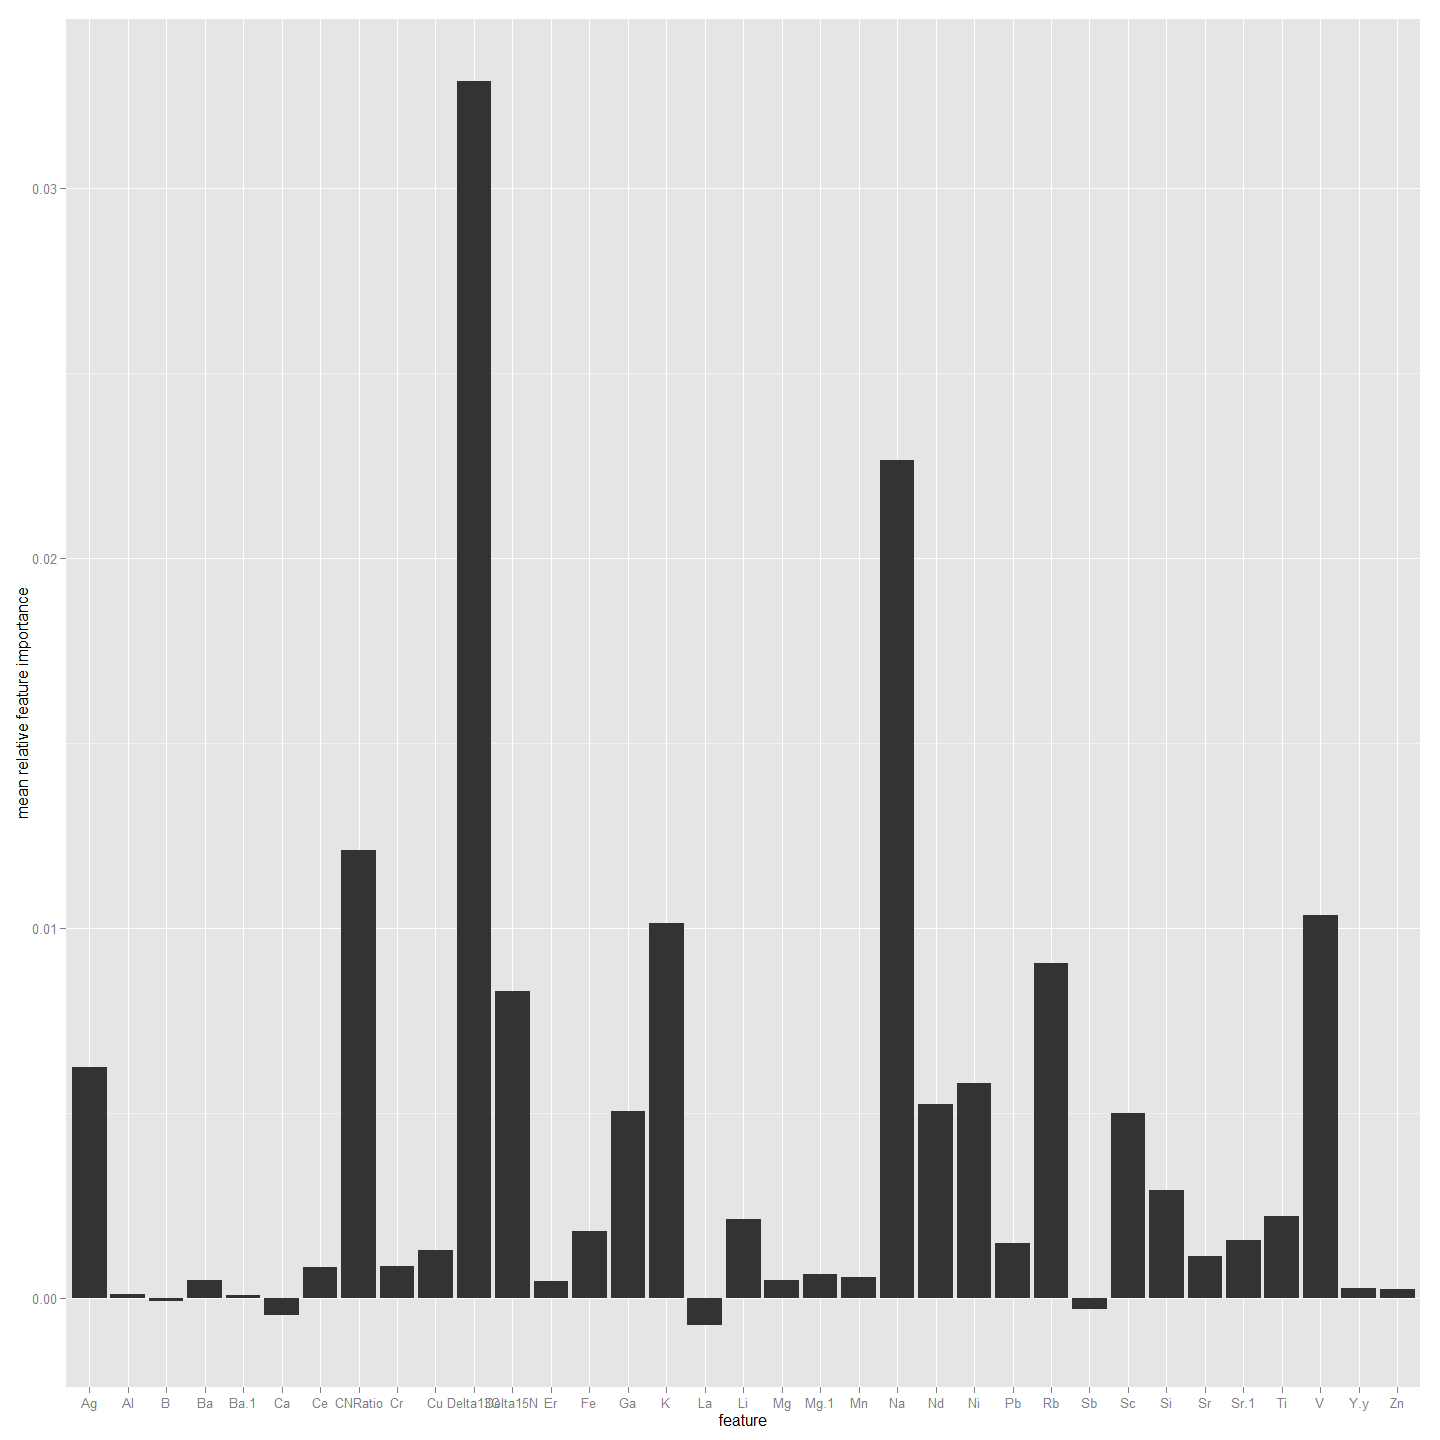 0.03
0.02
0.01
0.00
mean relative feature importance
Ag Al B Ba Ba.1 Ca Ce CNRatio Cr Cu Delta13C Delta15N Er Fe Ga K La Li Mg Mg.1 Mn Na Nd Ni Pb Rb Sb Sc Si Sr Sr.1 Ti V Y.y Zn
feature